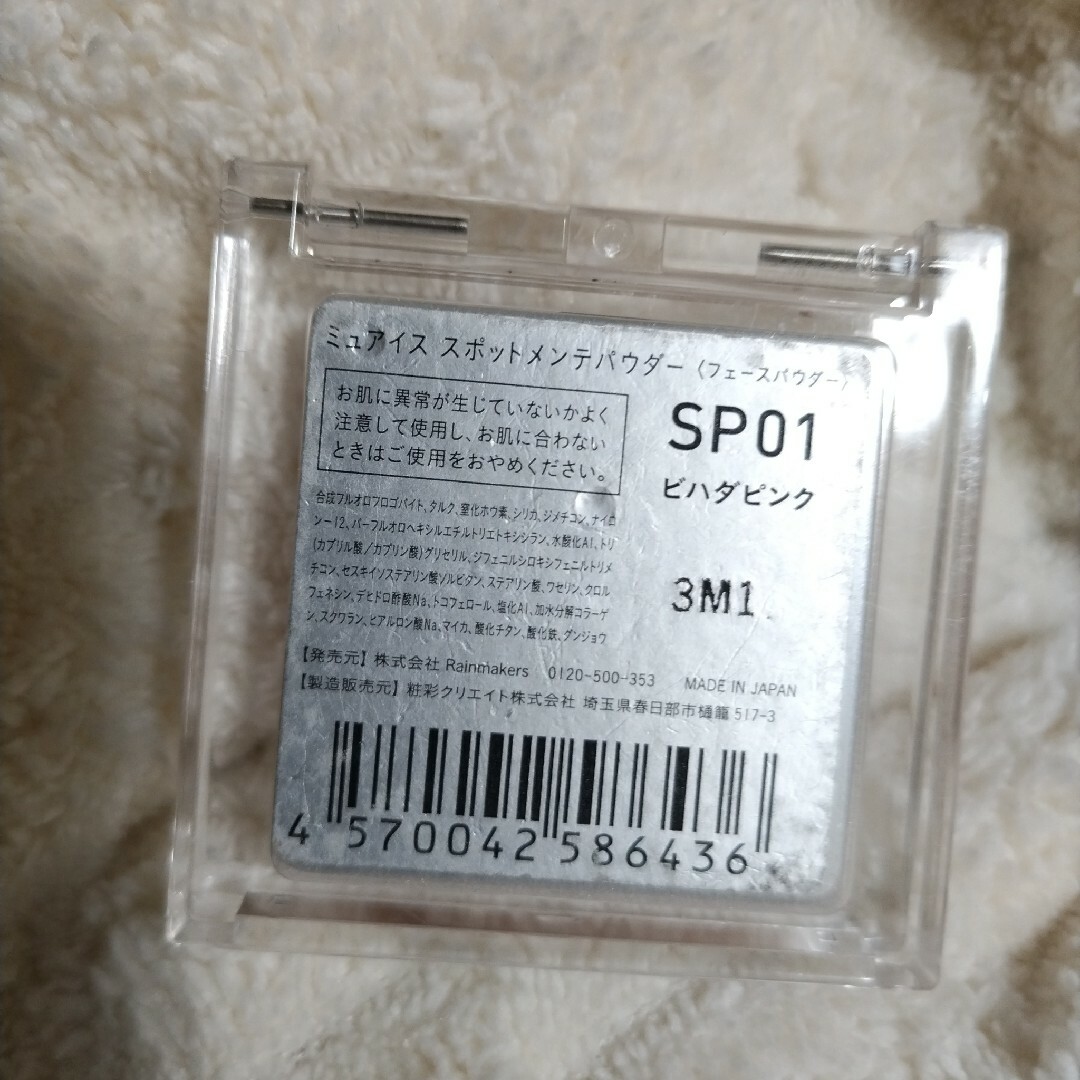 ミュアイス スポットメンテパウダー〈フェースパウダー〉
お肌に異常が生じていないかよく
注意して使用し、お肌に合わない
ときはご使用をおやめください。
SP01
ビハダピンク
合成フルオロフロゴパイト、タルク、窒化ホウ素、シリカ、ジメチコン、ナイロ
ン－12、パーフルオロヘキシルエチルトリエトキシシラン、水酸化Al、トリ
(カプリル酸／カプリン酸)グリセリル、ジフェニルシロキシフェニルトリメ
チコン、セスキイソステアリン酸ソルビタン、ステアリン酸、ワセリン、クロル
フェネシン、デヒドロ酢酸Na、トコフェロール、塩化Al、加水分解コラーゲ
ン、スクワラン、ヒアルロン酸Na、マイカ、酸化チタン、酸化鉄、グンジョウ
3M1
【発売元】株式会社 Rainmakers 0120-500-353 MADE IN JAPAN
【製造販売元】粧彩クリエイト株式会社 埼玉県春日部市樋籠 517-3
4 570042 586436